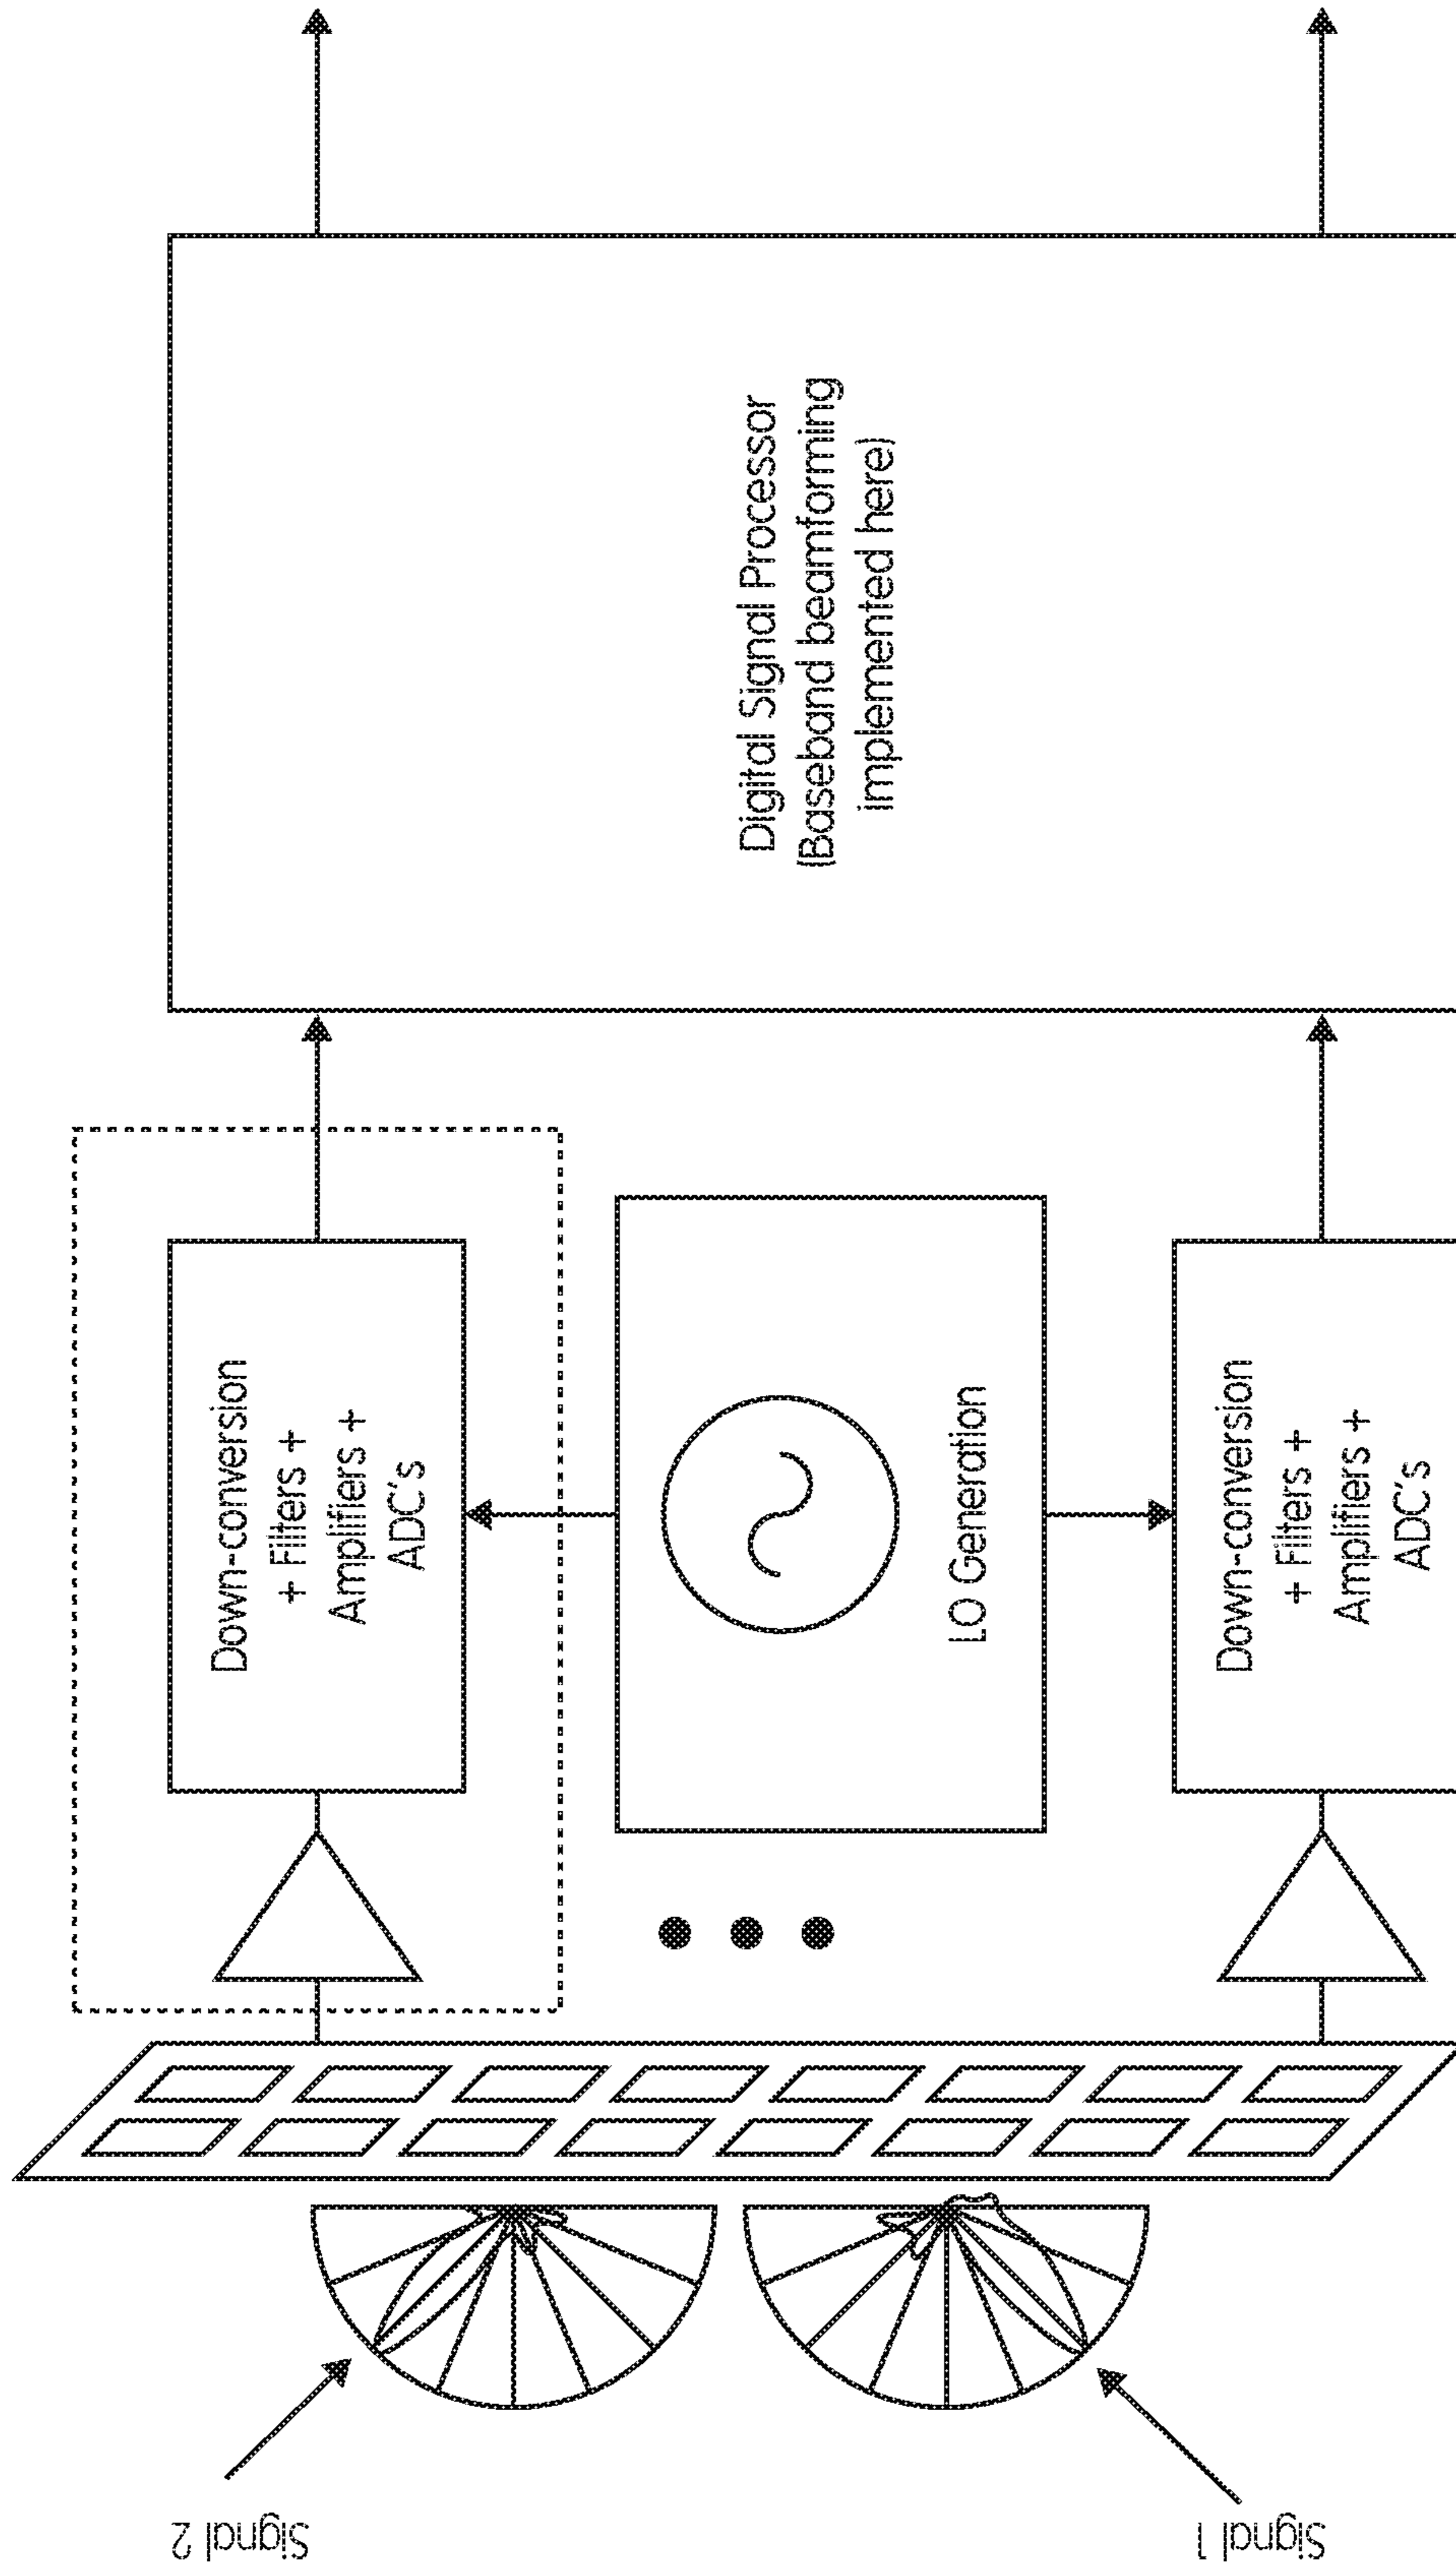 Signal 2
Signal 1
Down-conversion
+ Filters +
Amplifiers +
ADC's
LO Generation
Down-conversion
+ Filters +
Amplifiers +
ADC's
Digital Signal Processor
(Baseband beamforming
implemented here)